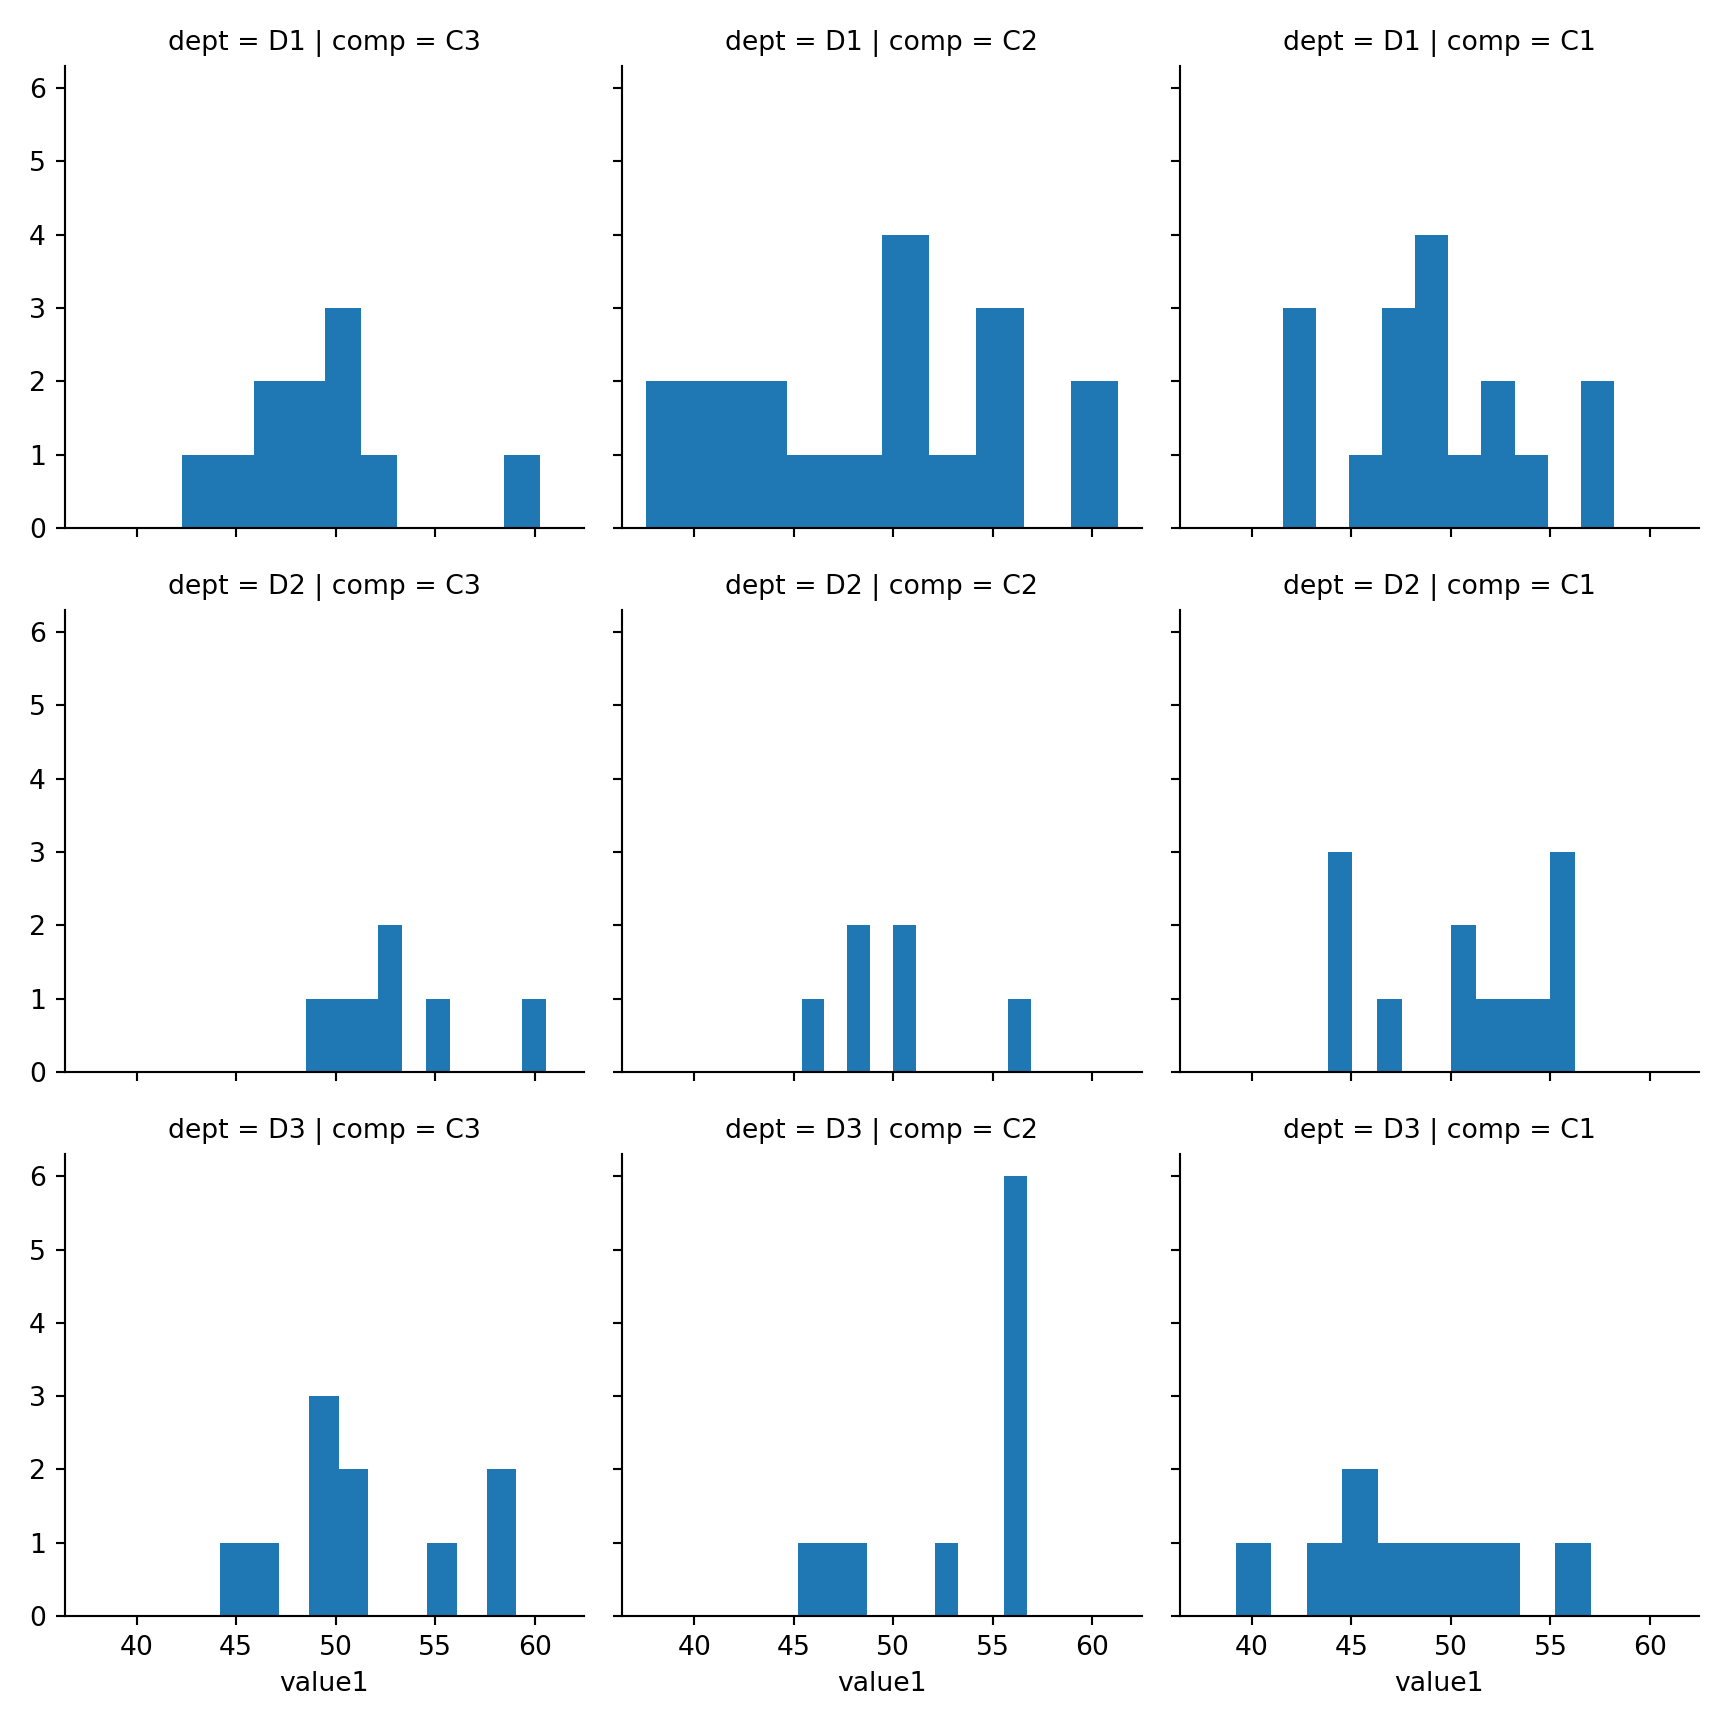 dept = D1 | comp = C3
dept = D1 | comp = C2
dept = D1 | comp = C1
6
5
4
3
2
1
0
dept = D2 | comp = C3
dept = D2 | comp = C2
dept = D2 | comp = C1
6
5
4
3
2
1
0
dept = D3 | comp = C3
dept = D3 | comp = C2
dept = D3 | comp = C1
6
5
4
3
2
1
0
40 45 50 55 60
40 45 50 55 60
40 45 50 55 60
value1
value1
value1